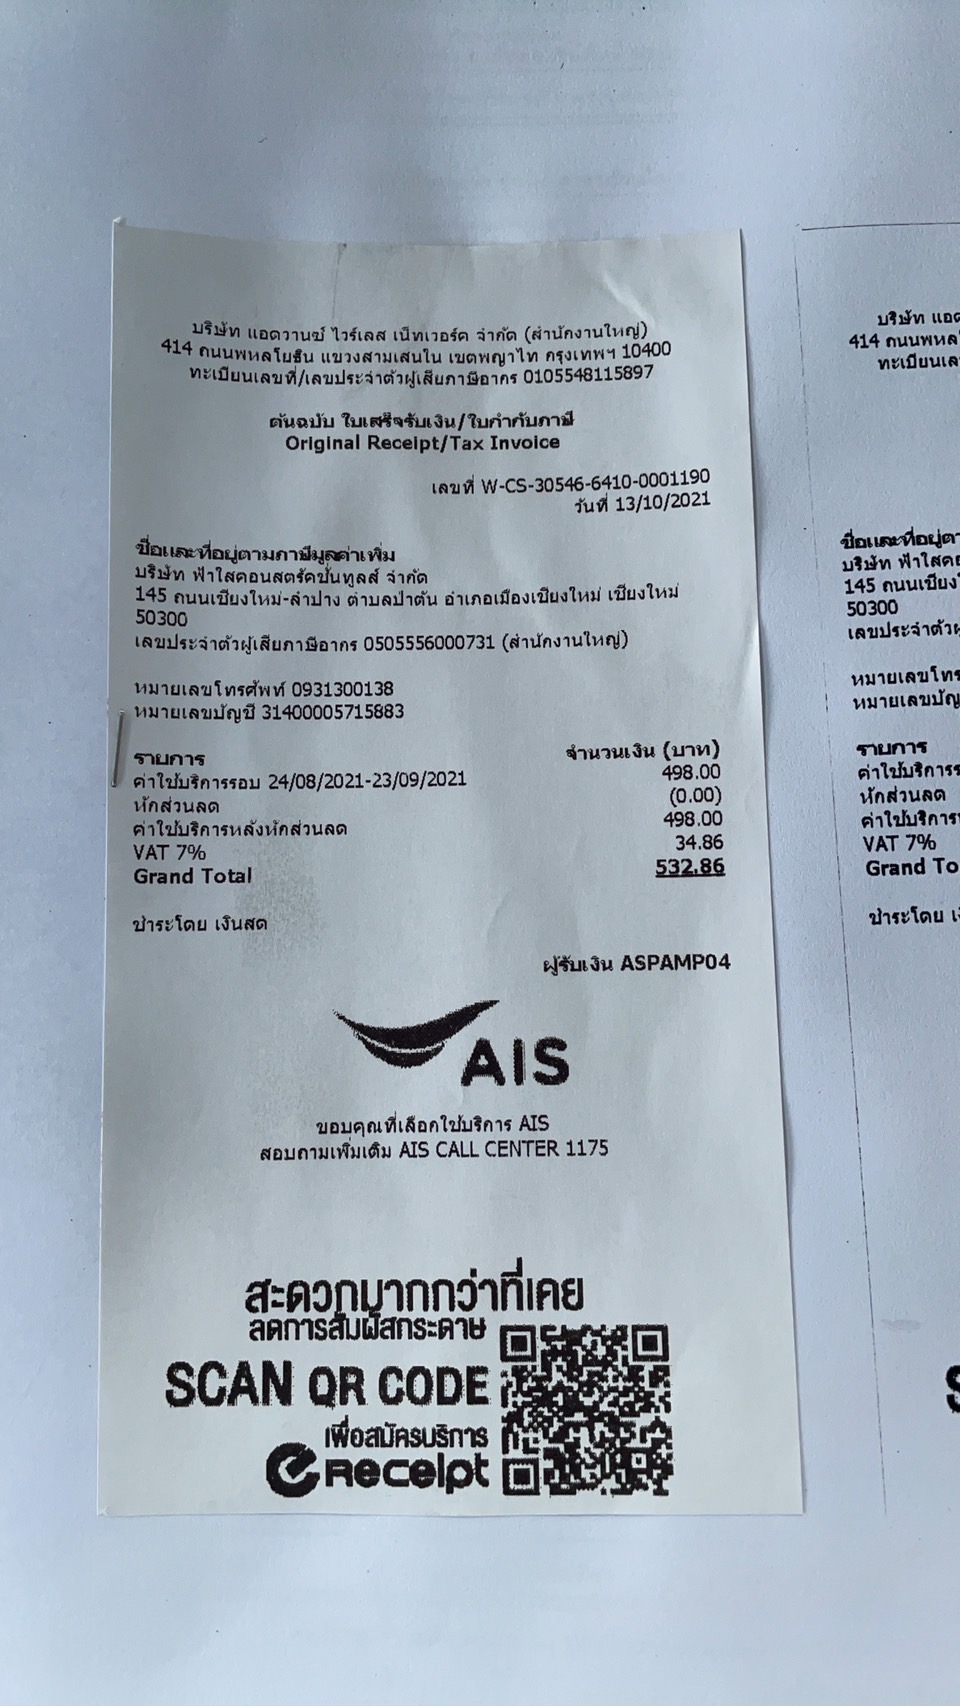 บริษัท แอดวานซ์ ไวร์เลส เน็ทเวอร์ค จำกัด (สำนักงานใหญ่)
414 ถนนพหลโยธิน แขวงสามเสนใน เขตพญาไท กรุงเทพฯ 10400
ทะเบียนเลขที่/เลขประจำตัวผู้เสียภาษีอากร 0105548115897
ต้นฉบับ ใบเสร็จรับเงิน/ใบกำกับภาษี
Original Receipt/Tax Invoice
เลขที่ W-CS-30546-6410-0001190
วันที่ 13/10/2021
ชื่อและที่อยู่ตามภาษีมูลค่าเพิ่ม
บริษัท ฟ้าใสคอนสตรัคชั่นทูลส์ จำกัด
145 ถนนเชียงใหม่-ลำปาง ตำบลป่าตัน อำเภอเมืองเชียงใหม่ เชียงใหม่
50300
เลขประจำตัวผู้เสียภาษีอากร 0505556000731 (สำนักงานใหญ่)
หมายเลขโทรศัพท์ 0931300138
หมายเลขบัญชี 31400005715883
รายการ จำนวนเงิน (บาท)
ค่าใช้บริการรอบ 24/08/2021-23/09/2021 498.00
หักส่วนลด (0.00)
ค่าใช้บริการหลังหักส่วนลด 498.00
VAT 7% 34.86
Grand Total 532.86
ชำระโดย เงินสด
ผู้รับเงิน ASPAMP04
AIS
ขอบคุณที่เลือกใช้บริการ AIS
สอบถามเพิ่มเติม AIS CALL CENTER 1175
สะดวกมากกว่าที่เคย
ลดการสัมผัสกระดาษ
SCAN QR CODE
เพื่อสมัครบริการ
eReceipt
บริษัท
414 ถนนพหล
ทะเบียนเล
ชื่อและที่อยู่ตา
บริษัท ฟ้าใสค
145 ถนนเชียง
50300
เลขประจำตัว
หมายเลขโทร
หมายเลขบัญ
รายการ
ค่าใช้บริการ
หักส่วนลด
ค่าใช้บริการ
VAT 7%
Grand To
ชำระโดย